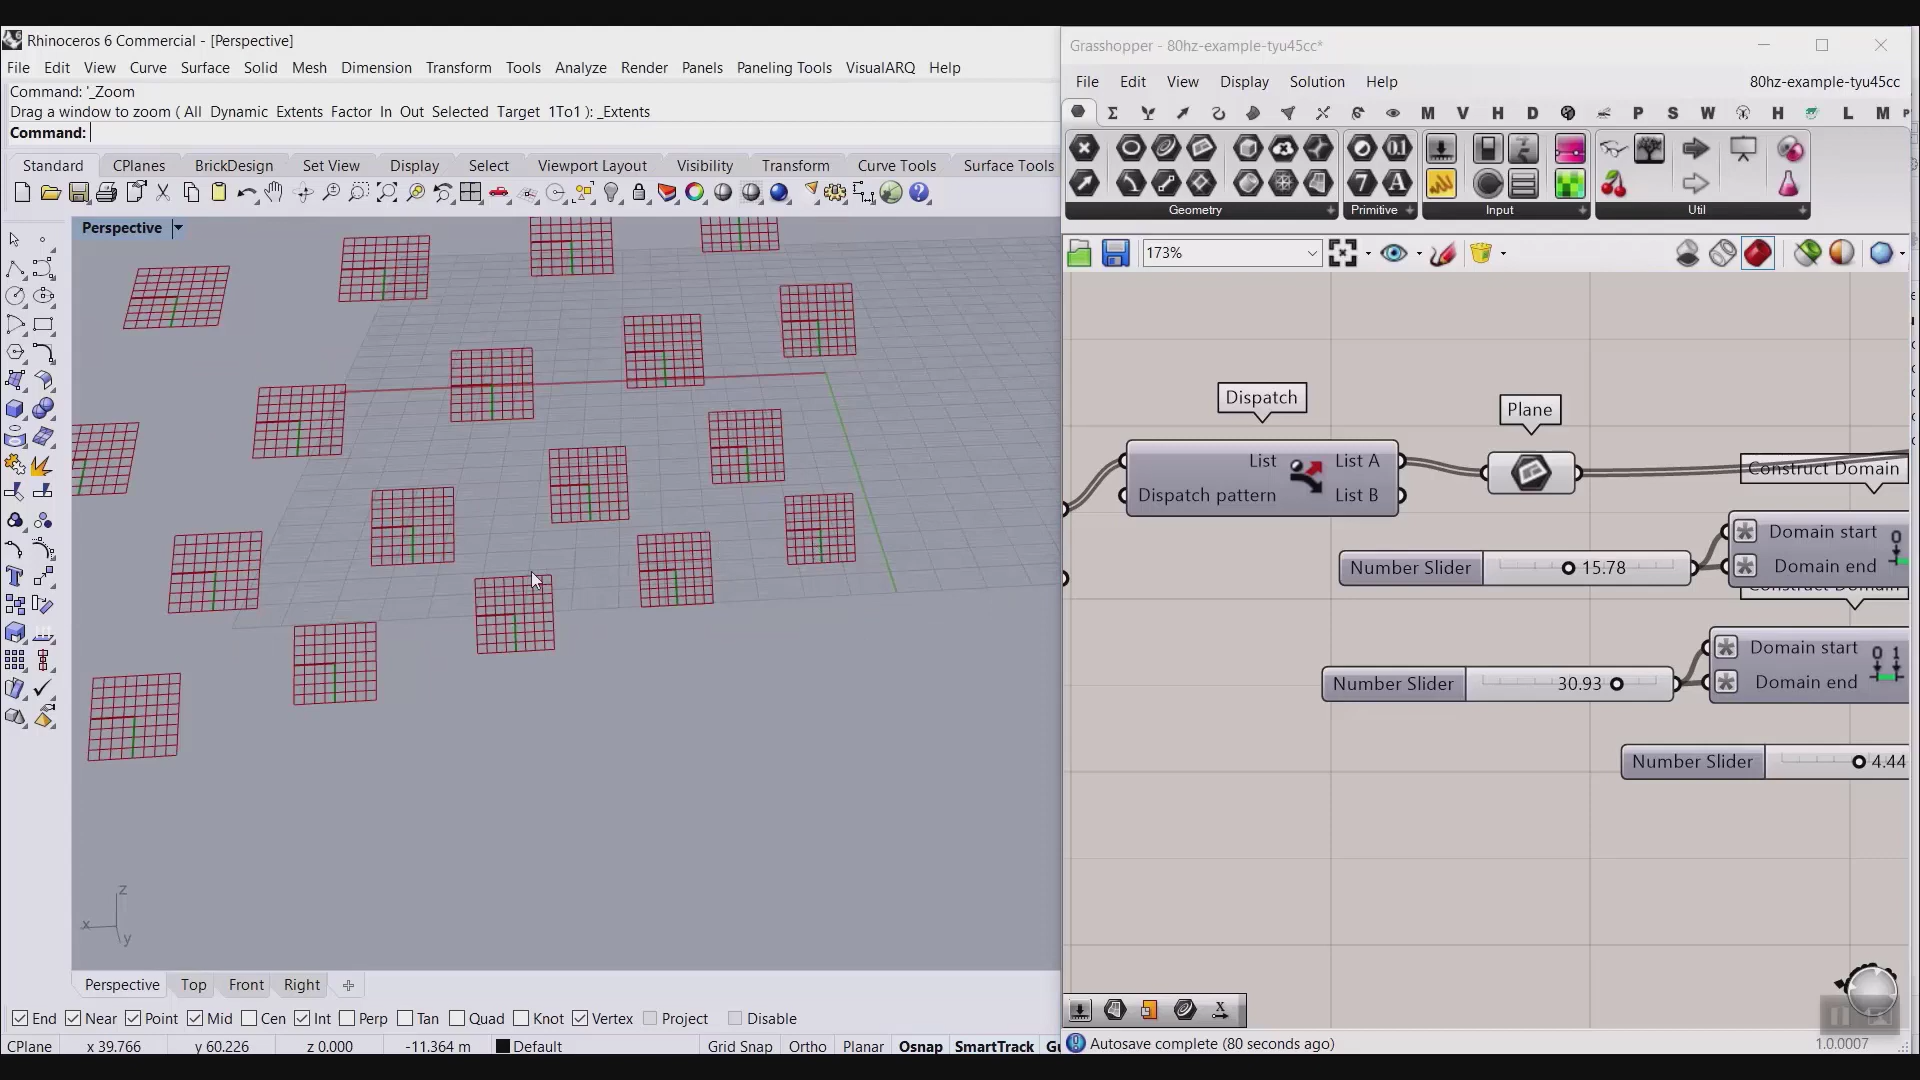 Rhinoceros 6 Commercial - [Perspective]
File Edit View Curve Surface Solid Mesh Dimension Transform Tools Analyze Render Panels Paneling Tools VisualARQ Help
Command: '_Zoom
Drag a window to zoom ( All Dynamic Extents Factor In Out Selected Target 1To1 ): _Extents
Command:
Standard CPlanes BrickDesign Set View Display Select Viewport Layout Visibility Transform Curve Tools Surface Tools
Perspective
z
x
y
Perspective Top Front Right
End Near Point Mid Cen Int Perp Tan Quad Knot Vertex Project Disable
CPlane x 39.766 y 60.226 z 0.000 -11.364 m Default Grid Snap Ortho Planar Osnap SmartTrack
Grasshopper - 80hz-example-tyu45cc*
File Edit View Display Solution Help 80hz-example-tyu45cc
M V H D P S W H L M
Geometry Primitive Input Util
173%
Dispatch
Plane
List List A
Dispatch pattern List B
Construct Domain
Domain start
Domain end
Number Slider 15.78
Construct Domain
Domain start
Domain end
Number Slider 30.93
Number Slider 4.44
Autosave complete (80 seconds ago)
1.0.0007